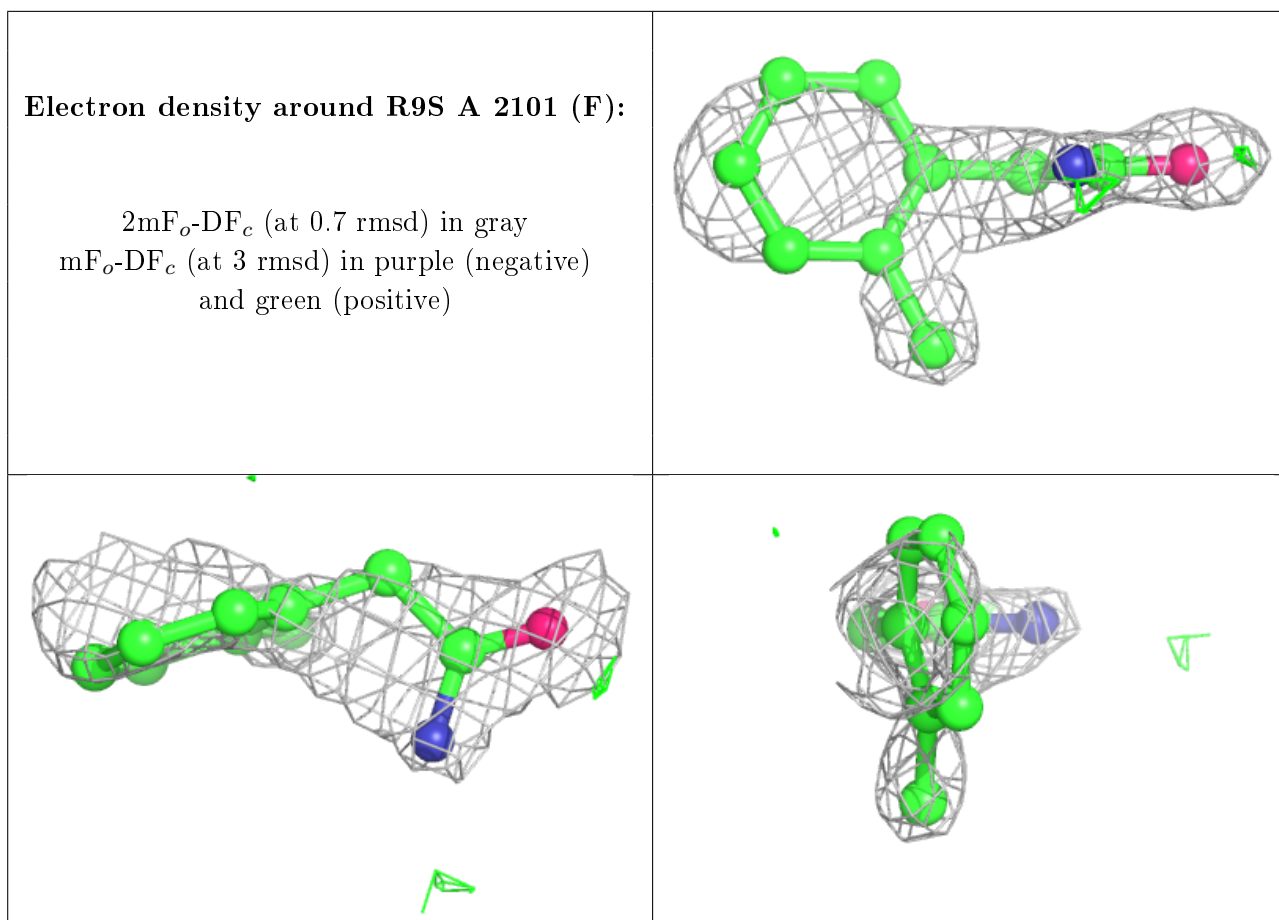 Electron density around R9S A 2101 (F):
2mFₒ-DF𝒸 (at 0.7 rmsd) in gray
mFₒ-DF𝒸 (at 3 rmsd) in purple (negative)
and green (positive)